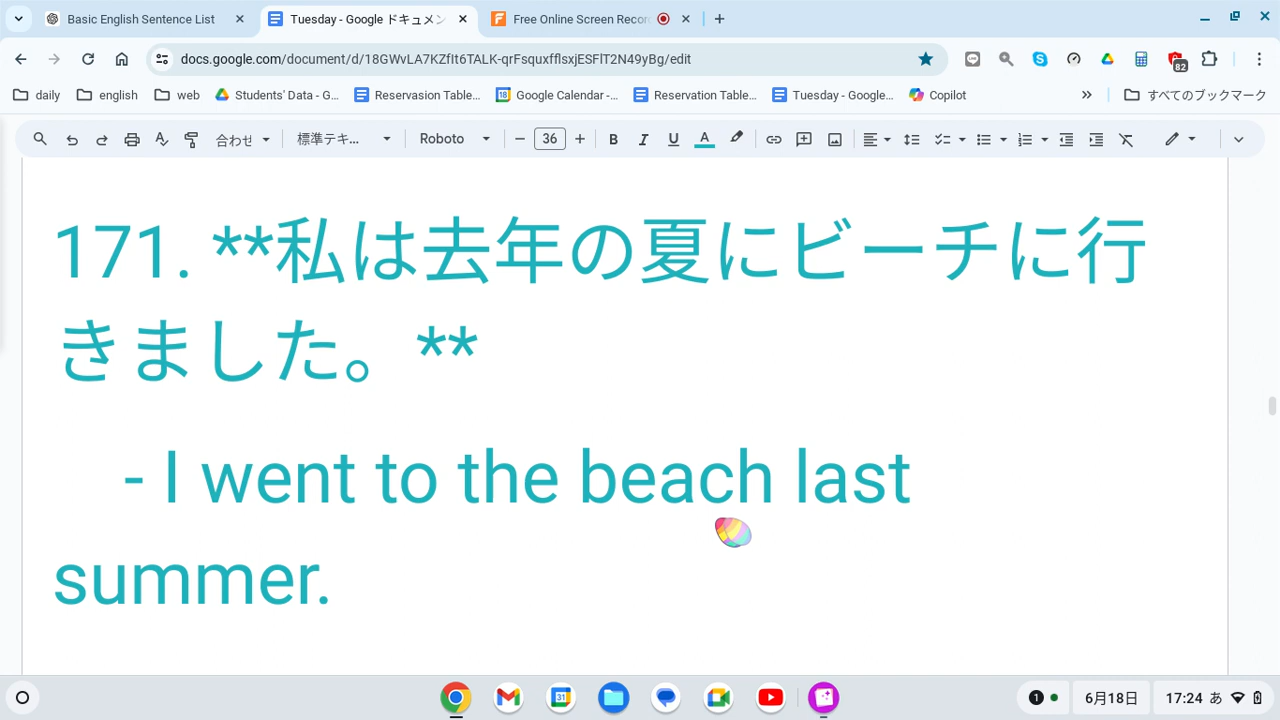 Basic English Sentence List
Tuesday - Google ドキュメン
Free Online Screen Recor
docs.google.com/document/d/18GWvLA7KZfIt6TALK-qrFsquxfflsxjESFlT2N49yBg/edit
82
daily
english
web
Students' Data - G...
Reservasion Table...
Google Calendar -...
Reservation Table...
Tuesday - Google...
Copilot
»
すべてのブックマーク
合わせ
標準テキ...
Roboto
36
B
I
U
A
171. **私は去年の夏にビーチに行
きました。**
- I went to the beach last
summer.
31
1
6月18日
17:24
あ